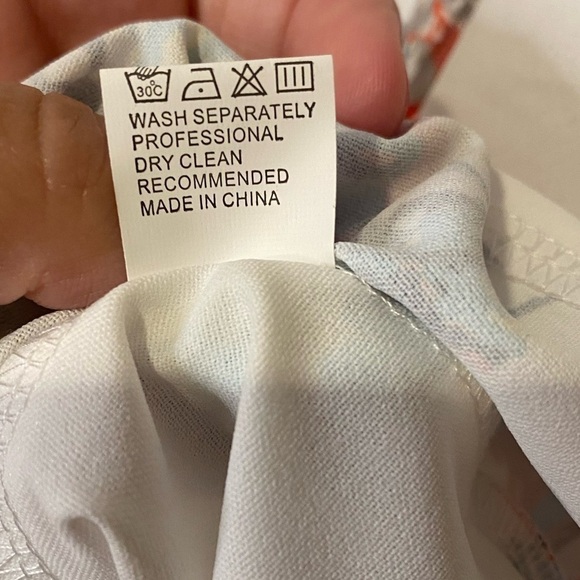 30°C
WASH SEPARATELY
PROFESSIONAL
DRY CLEAN
RECOMMENDED
MADE IN CHINA